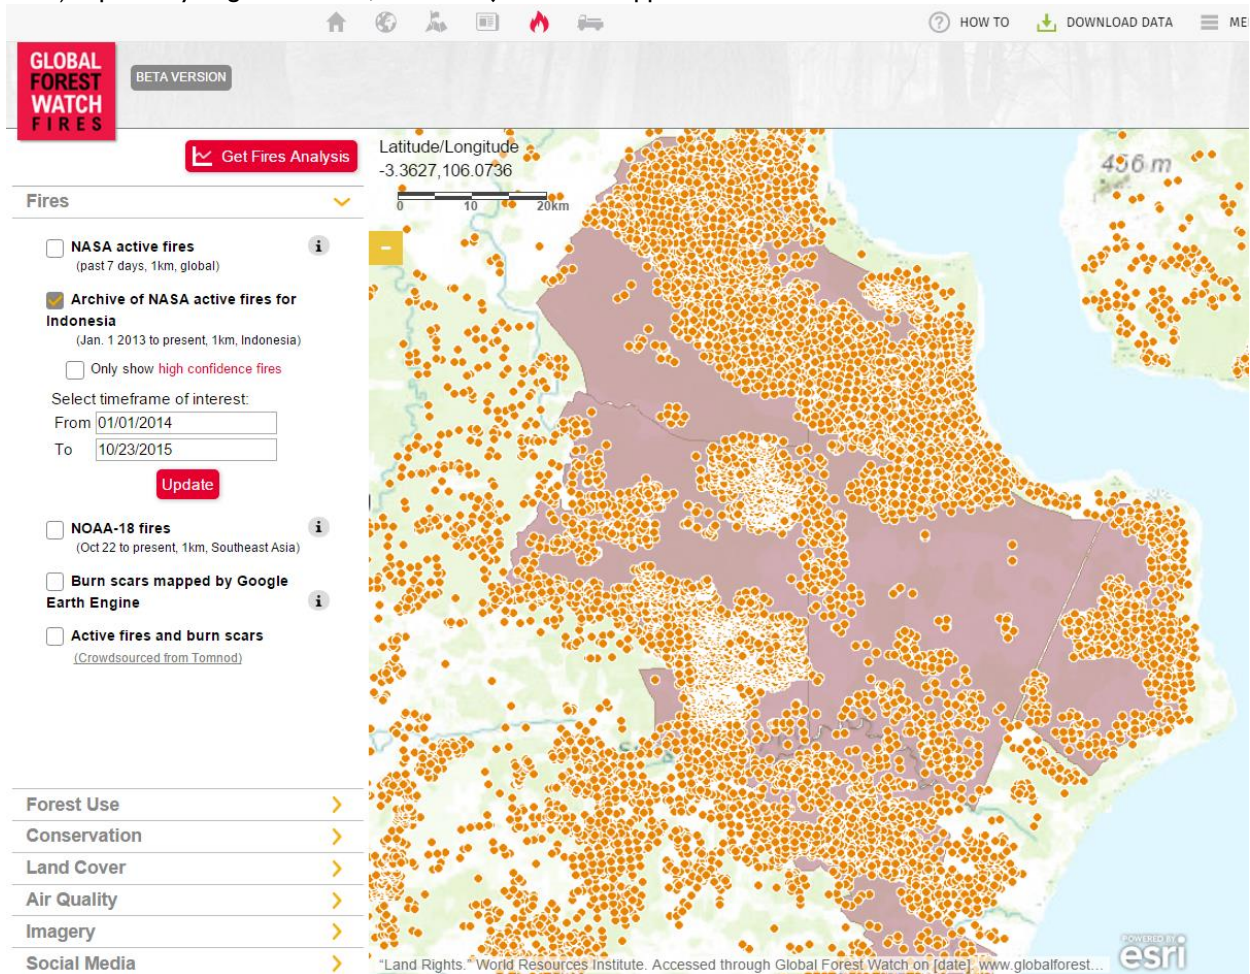 HOW TO
DOWNLOAD DATA
GLOBAL
FOREST
WATCH
FIRES
BETA VERSION
Get Fires Analysis
Latitude/Longitude
-3.3627,106.0736
0 10 20km
456 m
Fires
NASA active fires
(past 7 days, 1km, global)
Archive of NASA active fires for
Indonesia
(Jan. 1 2013 to present, 1km, Indonesia)
Only show high confidence fires
Select timeframe of interest:
From 01/01/2014
To 10/23/2015
Update
NOAA-18 fires
(Oct 22 to present, 1km, Southeast Asia)
Burn scars mapped by Google
Earth Engine
Active fires and burn scars
(Crowdsourced from Tomnod)
Forest Use
Conservation
Land Cover
Air Quality
Imagery
Social Media
"Land Rights." World Resources Institute. Accessed through Global Forest Watch on [date]. www.globalforest...
POWERED BY
esri